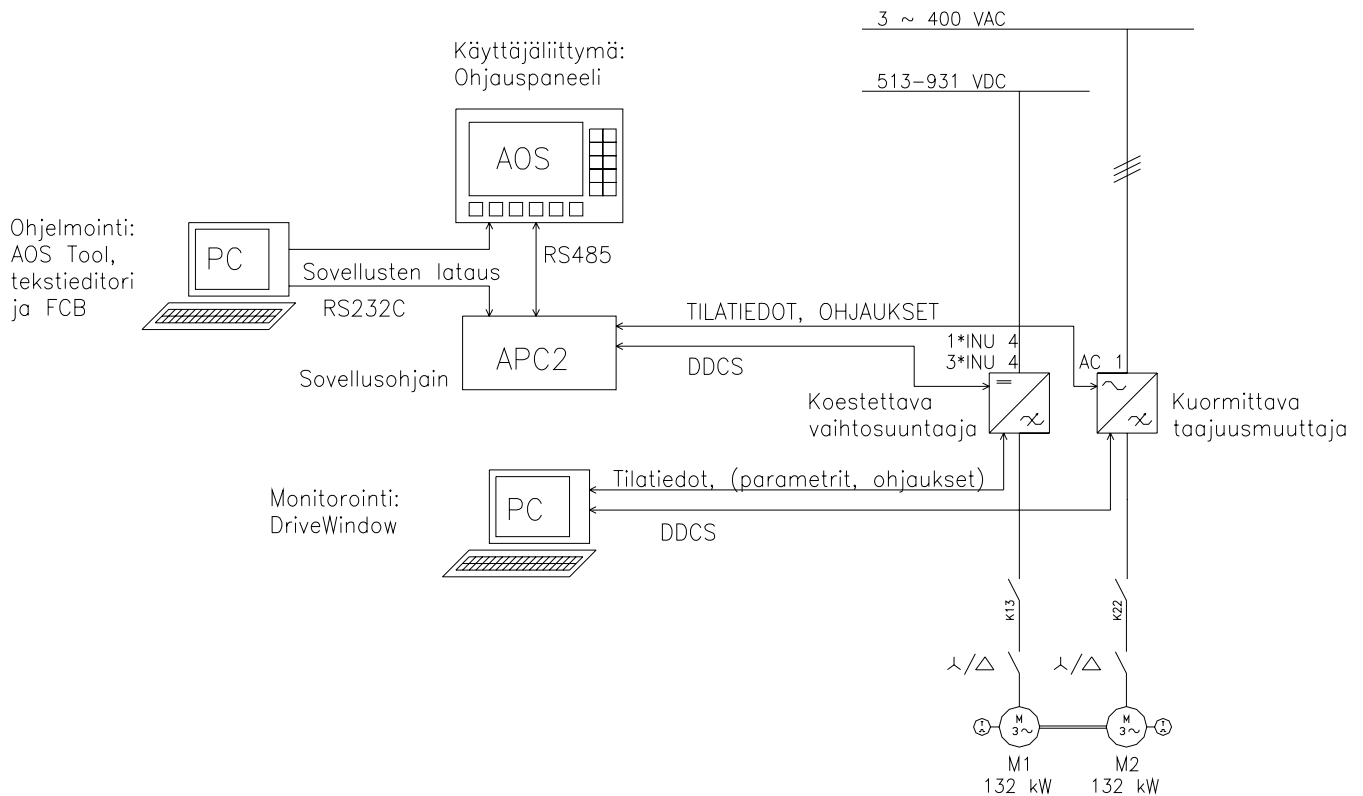 3 ~ 400 VAC
513-931 VDC
Käyttäjäliittymä:
Ohjauspaneeli
AOS
Ohjelmointi:
AOS Tool,
tekstieditori
ja FCB
PC
RS485
Sovellusten lataus
RS232C
APC2
Sovellusohjain
TILATIEDOT, OHJAUKSET
DDCS
1*INU 4
3*INU 4
AC 1
Koestettava
vaihtosuuntaaja
Kuormittava
taajuusmuuttaja
Monitorointi:
DriveWindow
PC
Tilatiedot, (parametrit, ohjaukset)
DDCS
K13
K22
M
3~
M
3~
M1
132 kW
M2
132 kW